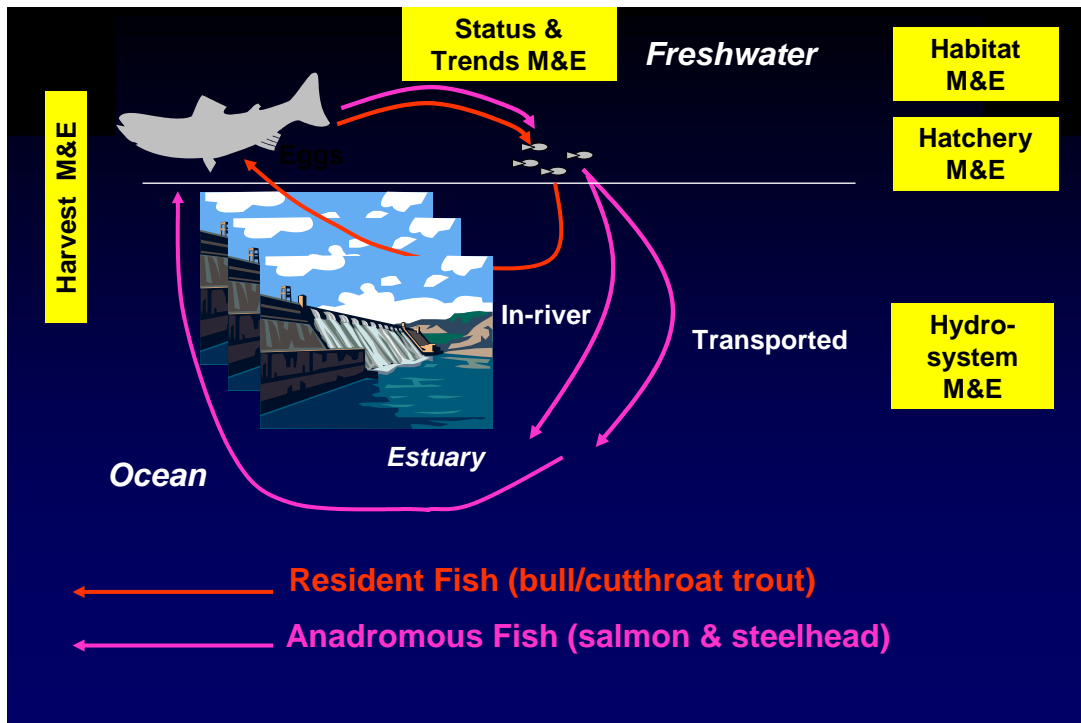 Status &
Trends M&E
Freshwater
Habitat
M&E
Hatchery
M&E
Harvest M&E
Eggs
In-river
Transported
Hydro-
system
M&E
Estuary
Ocean
Resident Fish (bull/cutthroat trout)
Anadromous Fish (salmon & steelhead)